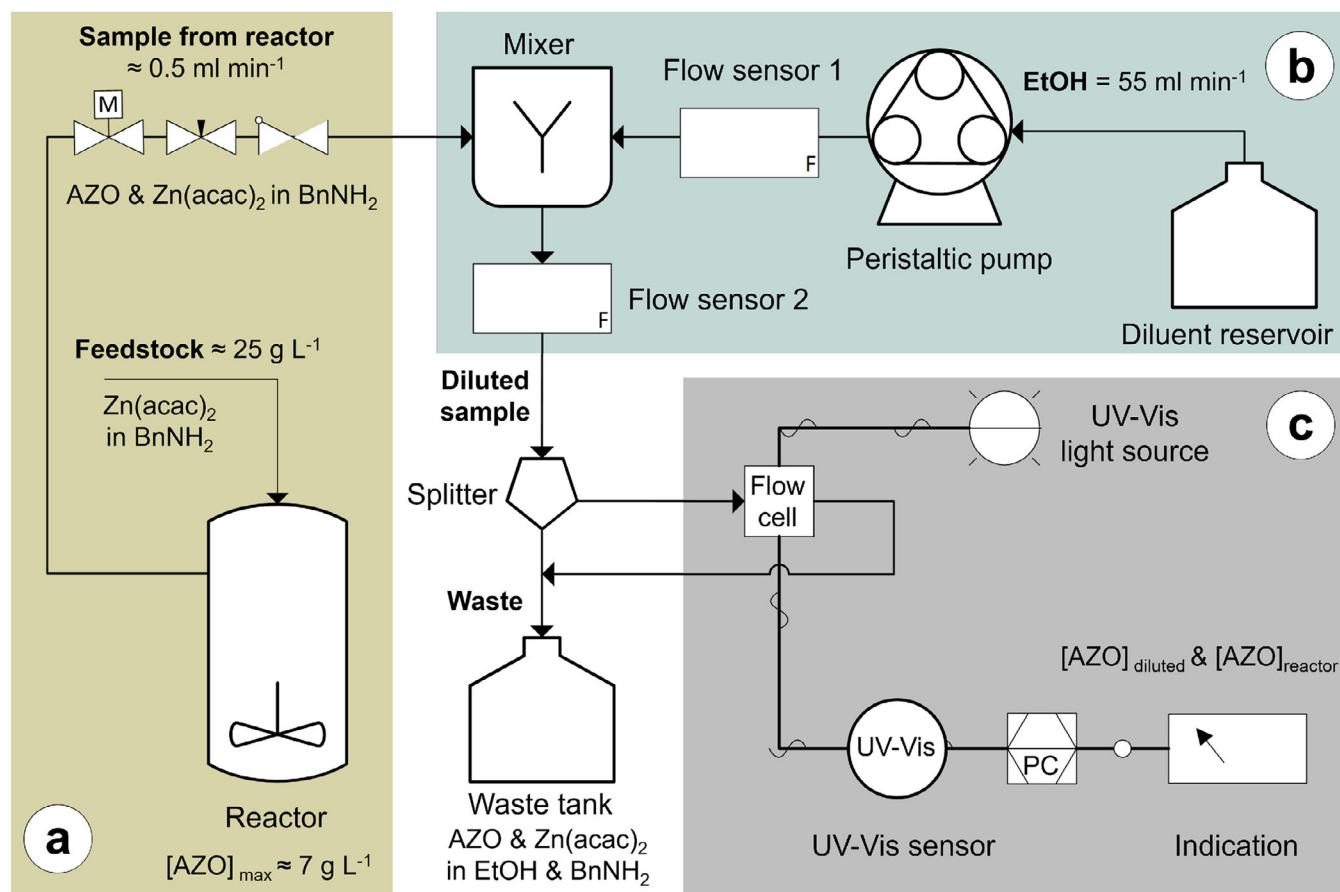 Sample from reactor
≈ 0.5 ml min⁻¹
M
AZO & Zn(acac)₂ in BnNH₂
Feedstock ≈ 25 g L⁻¹
Zn(acac)₂
in BnNH₂
Reactor
[AZO] max ≈ 7 g L⁻¹
a
Mixer
Flow sensor 1
F
EtOH = 55 ml min⁻¹
b
Peristaltic pump
Diluent reservoir
Flow sensor 2
F
Diluted
sample
Splitter
Waste
Waste tank
AZO & Zn(acac)₂
in EtOH & BnNH₂
c
UV-Vis
light source
Flow
cell
[AZO] diluted & [AZO]reactor
UV-Vis
PC
UV-Vis sensor
Indication